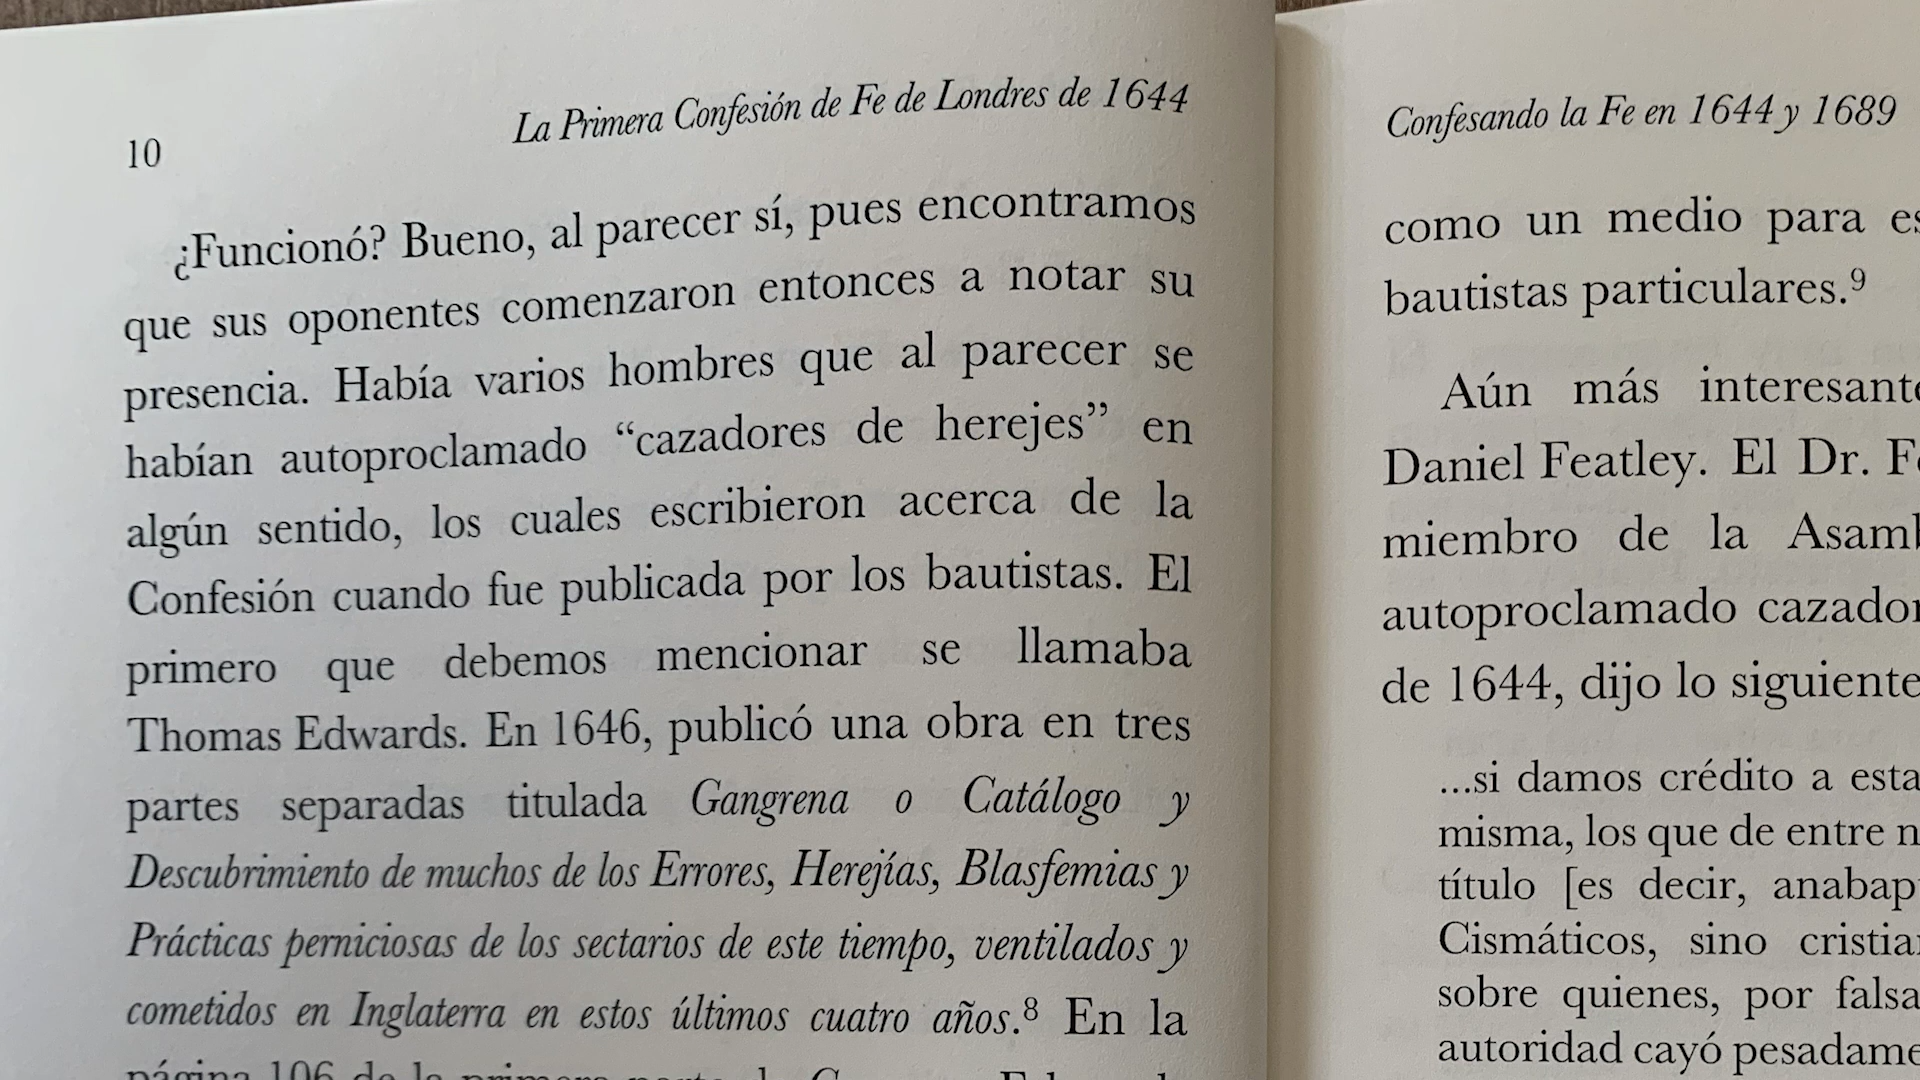 10
La Primera Confesión de Fe de Londres de 1644
¿Funcionó? Bueno, al parecer sí, pues encontramos
que sus oponentes comenzaron entonces a notar su
presencia. Había varios hombres que al parecer se
habían autoproclamado “cazadores de herejes” en
algún sentido, los cuales escribieron acerca de la
Confesión cuando fue publicada por los bautistas. El
primero que debemos mencionar se llamaba
Thomas Edwards. En 1646, publicó una obra en tres
partes separadas titulada Gangrena o Catálogo y
Descubrimiento de muchos de los Errores, Herejías, Blasfemias y
Prácticas perniciosas de los sectarios de este tiempo, ventilados y
cometidos en Inglaterra en estos últimos cuatro años.⁸ En la
página 106 de la primera parte
Confesando la Fe en 1644 y 1689
como un medio para
bautistas particulares.⁹
Aún más
Daniel Featley. El Dr.
miembro de la
autoproclamado
de 1644, dijo lo siguiente
...si damos crédito a
misma, los que de entre
título [es decir,
Cismáticos, sino
sobre quienes, por
autoridad cayó